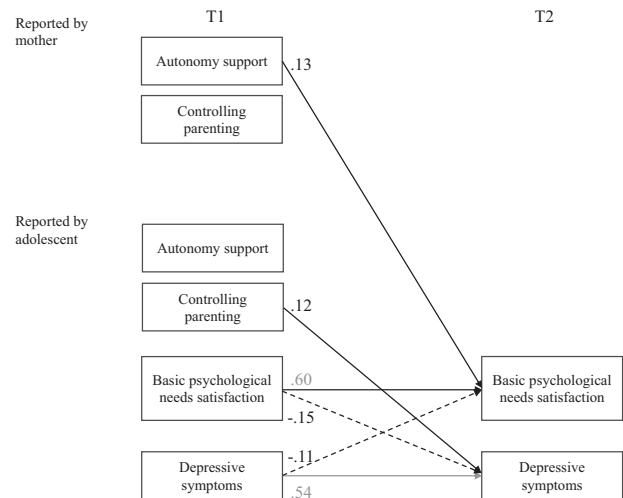 T1
T2
Reported by
mother
Autonomy support
.13
Controlling
parenting
Reported by
adolescent
Autonomy support
Controlling
parenting
.12
Basic psychological
needs satisfaction
.60
-.15
Basic psychological
needs satisfaction
Depressive
symptoms
-.11
.54
Depressive
symptoms